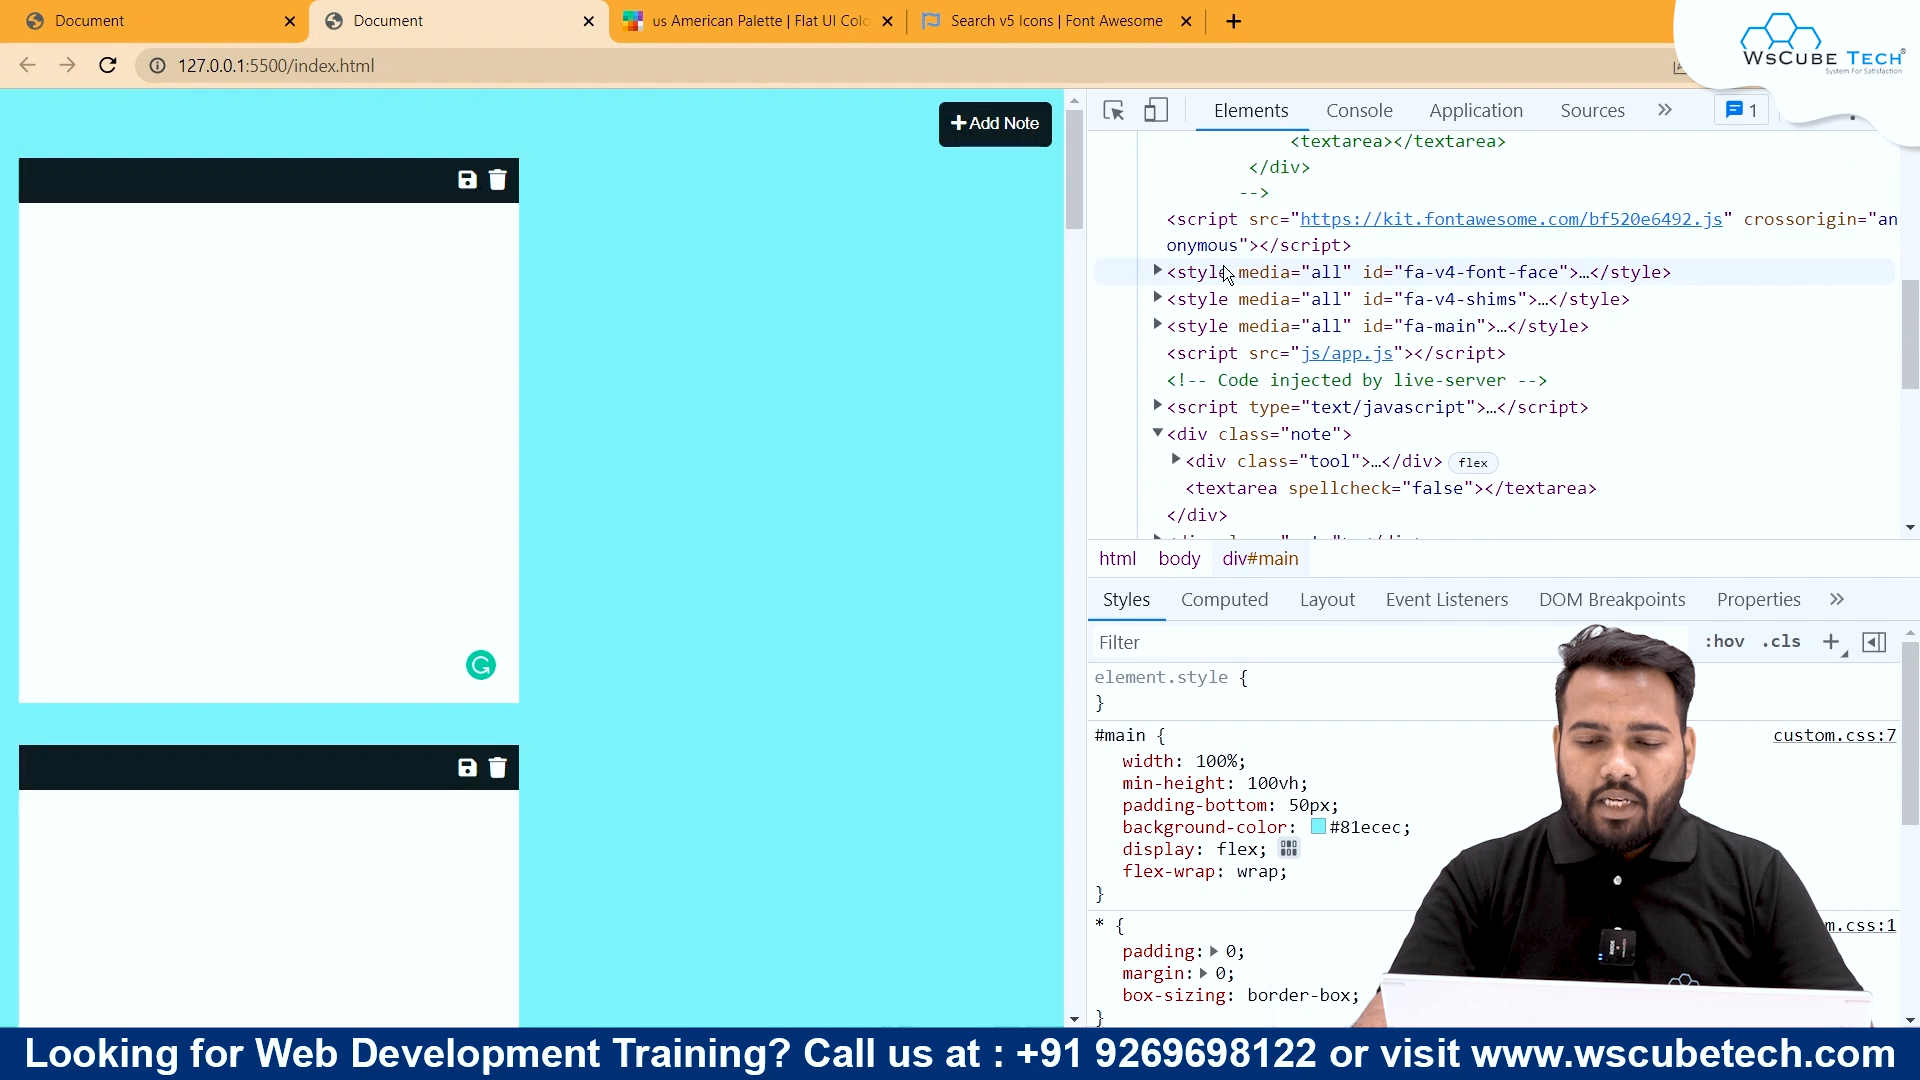 Document
Document
us American Palette | Flat UI Colo
Search v5 Icons | Font Awesome
127.0.0.1:5500/index.html
WsCube Tech®
System For Satisfaction
Add Note
Elements
Console
Application
Sources
1
<textarea></textarea>
</div>
-->
<script src="https://kit.fontawesome.com/bf520e6492.js" crossorigin="an
onymous"></script>
<style media="all" id="fa-v4-font-face">…</style>
<style media="all" id="fa-v4-shims">…</style>
<style media="all" id="fa-main">…</style>
<script src="js/app.js"></script>
<!-- Code injected by live-server -->
<script type="text/javascript">…</script>
<div class="note">
<div class="tool">…</div> flex
<textarea spellcheck="false"></textarea>
</div>
html
body
div#main
Styles
Computed
Layout
Event Listeners
DOM Breakpoints
Properties
Filter
:hov
.cls
element.style {
}
#main {
custom.css:7
width: 100%;
min-height: 100vh;
padding-bottom: 50px;
background-color: #81ecec;
display: flex;
flex-wrap: wrap;
}
* {
m.css:1
padding: 0;
margin: 0;
box-sizing: border-box;
}
Looking for Web Development Training? Call us at : +91 9269698122 or visit www.wscubetech.com